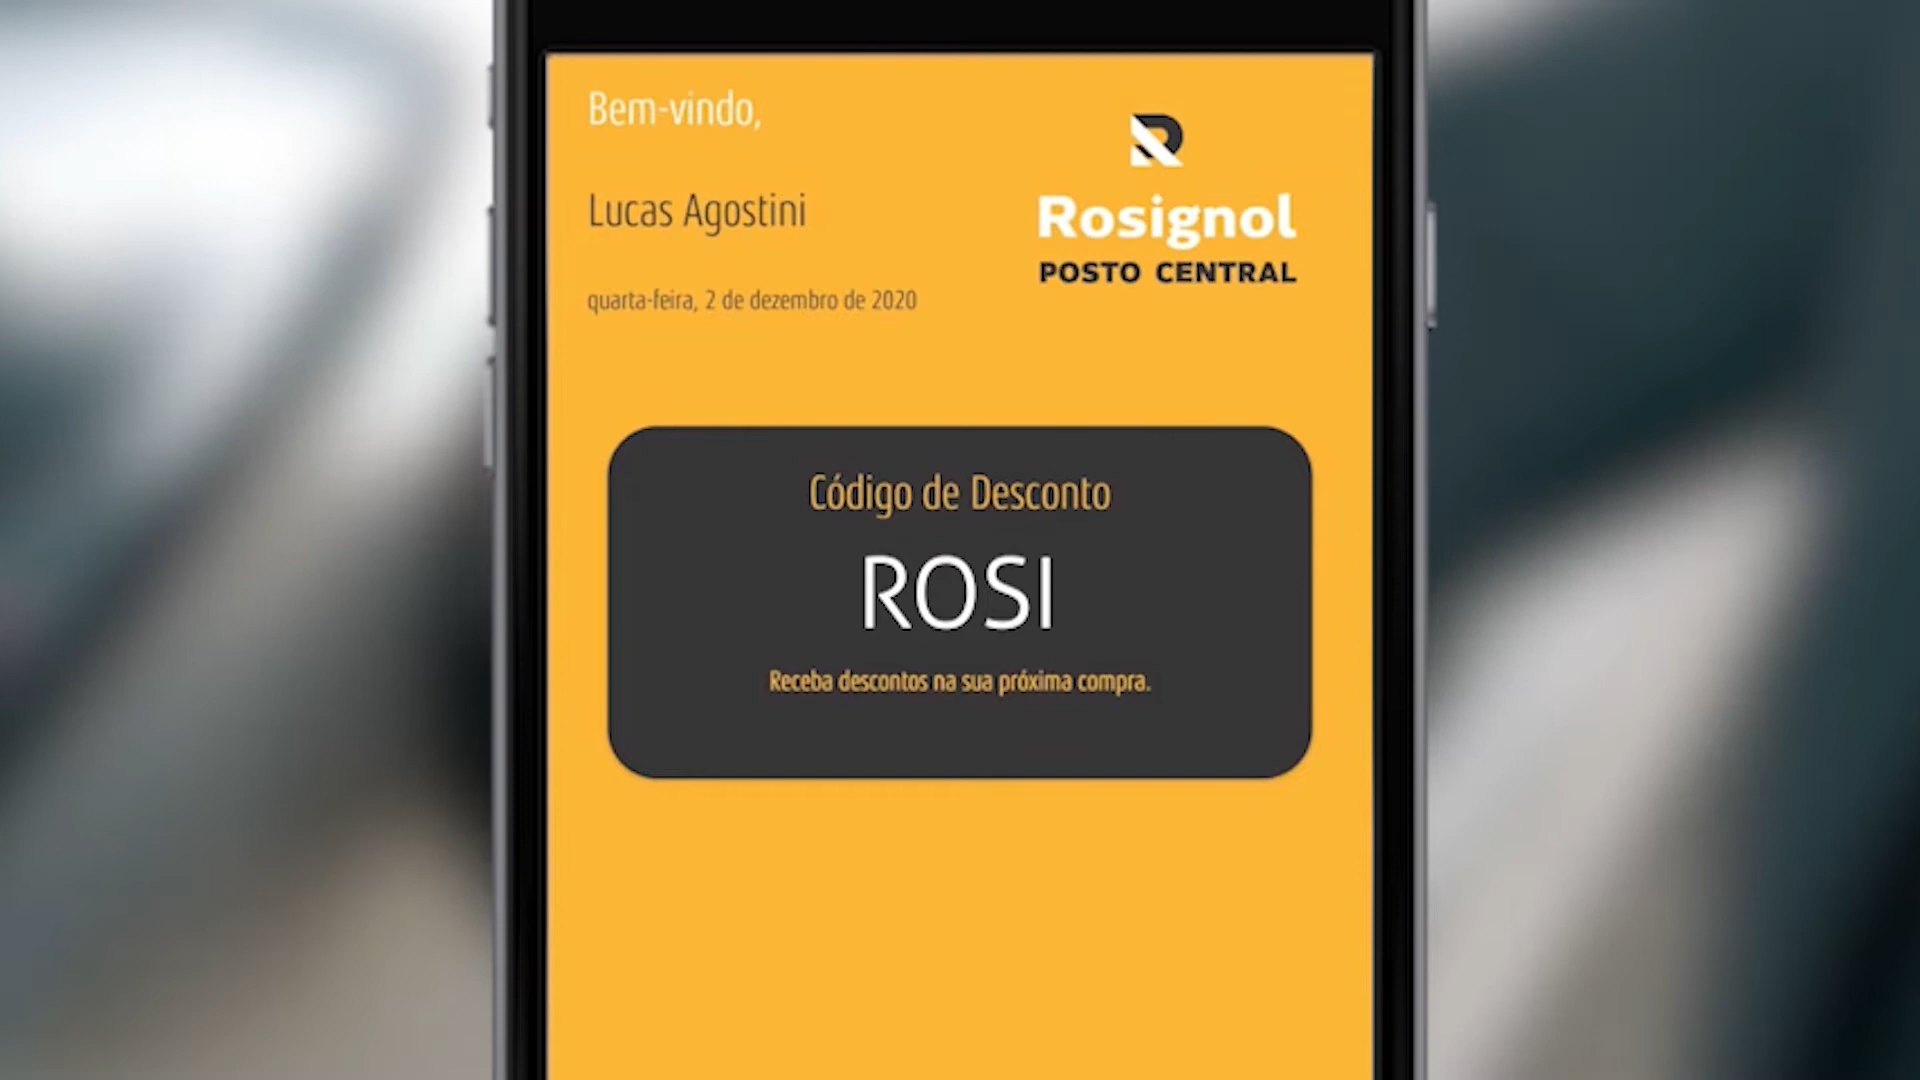 Bem-vindo,
Lucas Agostini
quarta-feira, 2 de dezembro de 2020
Rosignol
POSTO CENTRAL
Código de Desconto
ROSI
Receba descontos na sua próxima compra.